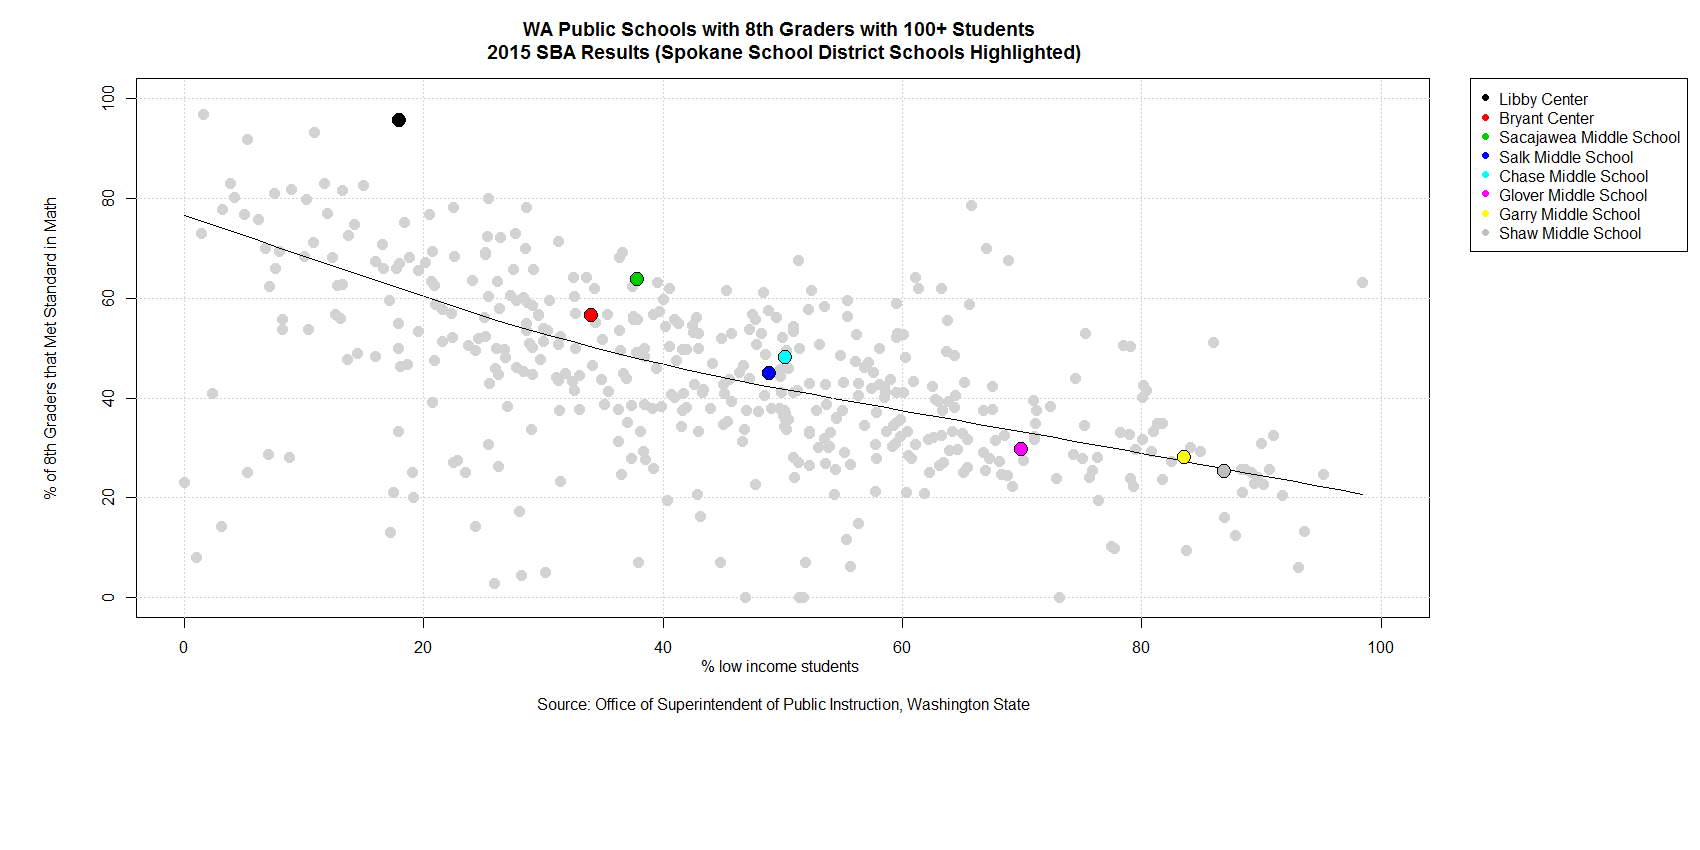 WA Public Schools with 8th Graders with 100+ Students
2015 SBA Results (Spokane School District Schools Highlighted)
% of 8th Graders that Met Standard in Math
100
80
60
40
20
0
0 20 40 60 80 100
% low income students
Source: Office of Superintendent of Public Instruction, Washington State
Libby Center
Bryant Center
Sacajawea Middle School
Salk Middle School
Chase Middle School
Glover Middle School
Garry Middle School
Shaw Middle School